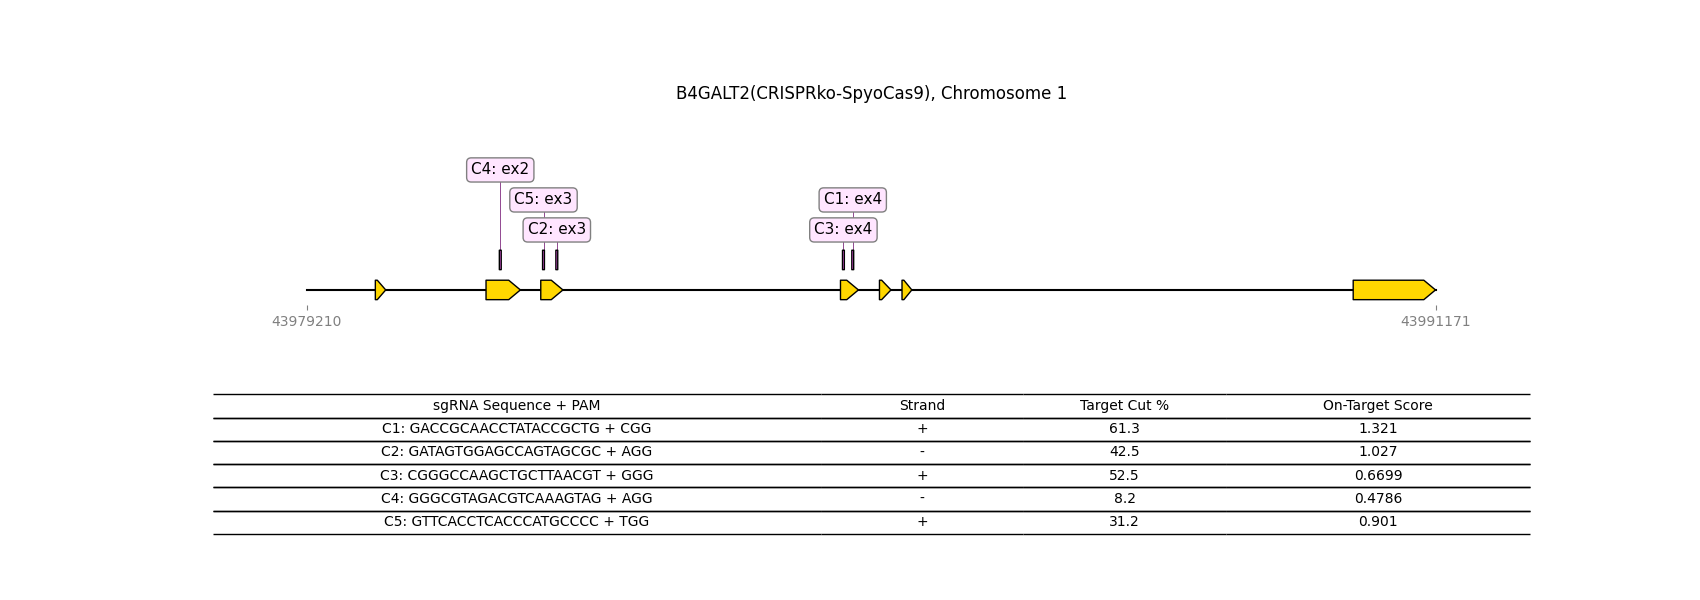 B4GALT2(CRISPRko-SpyoCas9), Chromosome 1
C4: ex2
C5: ex3
C1: ex4
C2: ex3
C3: ex4
43979210
43991171
sgRNA Sequence + PAM Strand Target Cut % On-Target Score
C1: GACCGCAACCTATACCGCTG + CGG + 61.3 1.321
C2: GATAGTGGAGCCAGTAGCGC + AGG - 42.5 1.027
C3: CGGGCCAAGCTGCTTAACGT + GGG + 52.5 0.6699
C4: GGGCGTAGACGTCAAAGTAG + AGG - 8.2 0.4786
C5: GTTCACCTCACCCATGCCCC + TGG + 31.2 0.901